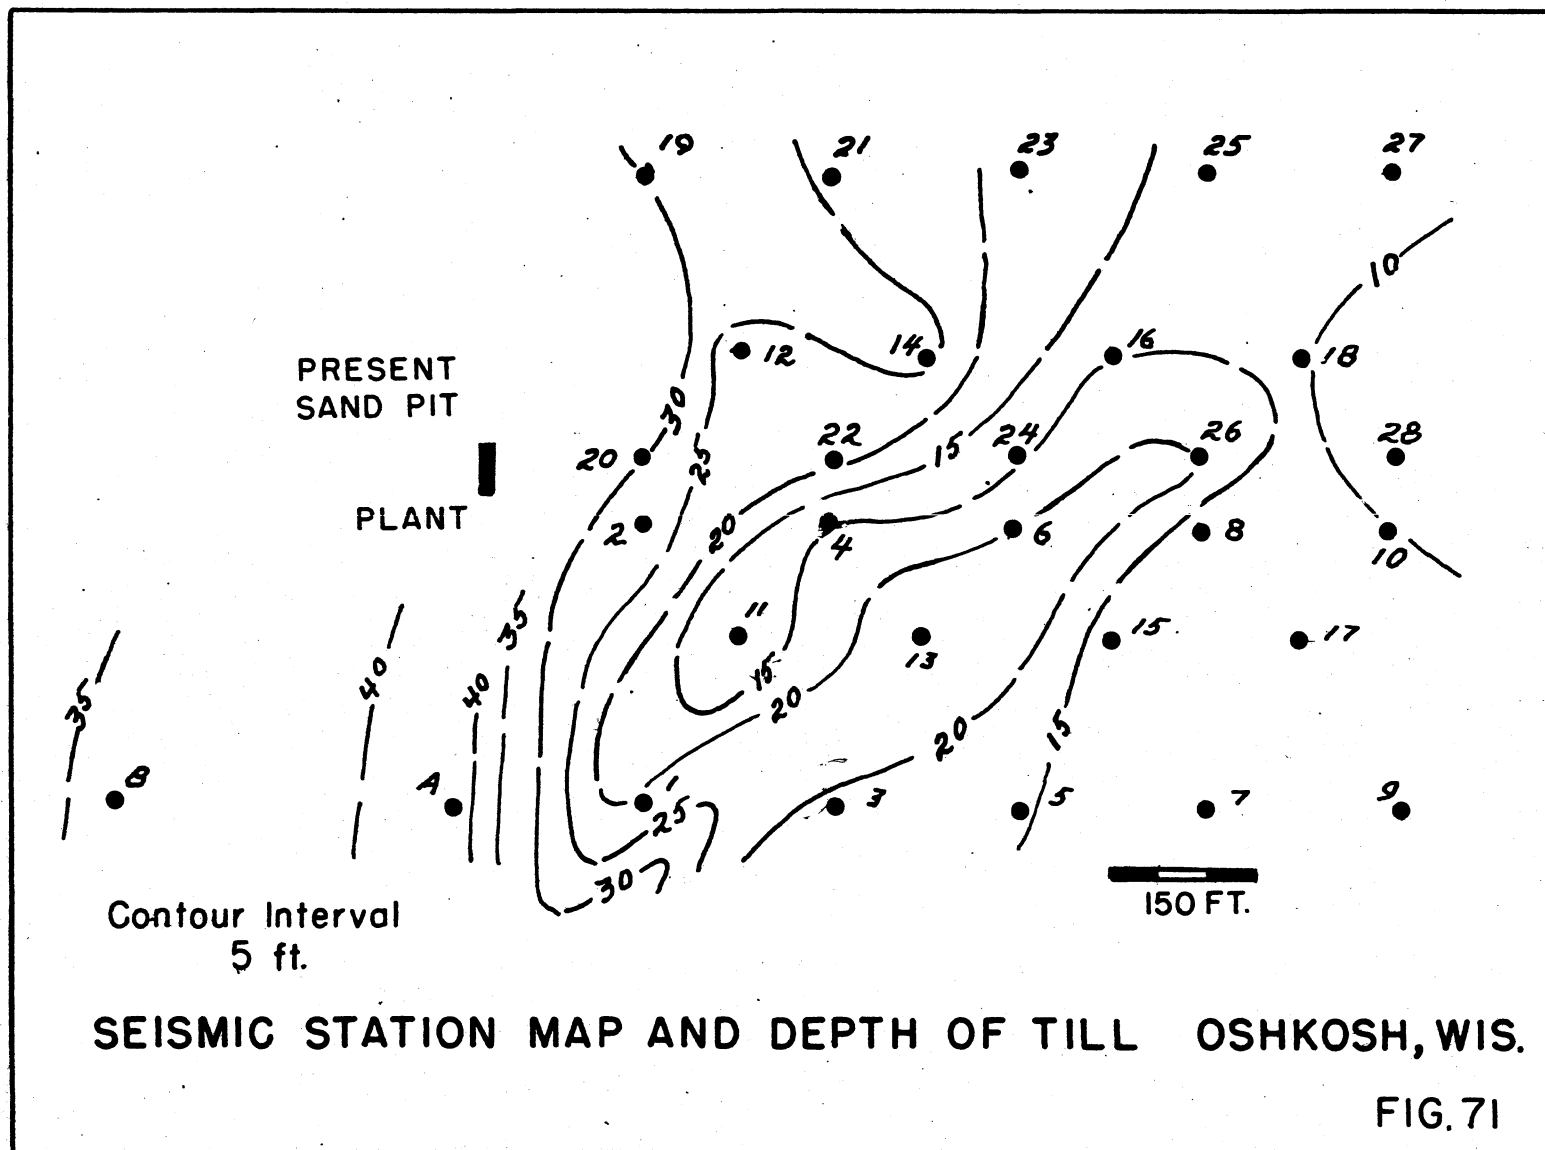 19 21 23 25 27
10
16
PRESENT 12 14 18
SAND PIT
30
22 15 24 26 28
20 25
PLANT 2 20 4 6 8 10
35 11 15 17
13
40 40 15
35 20 20 15
B A 1 3 5 7 9
25
30 150 FT.
Contour Interval
5 ft.
SEISMIC STATION MAP AND DEPTH OF TILL OSHKOSH, WIS.
FIG. 71